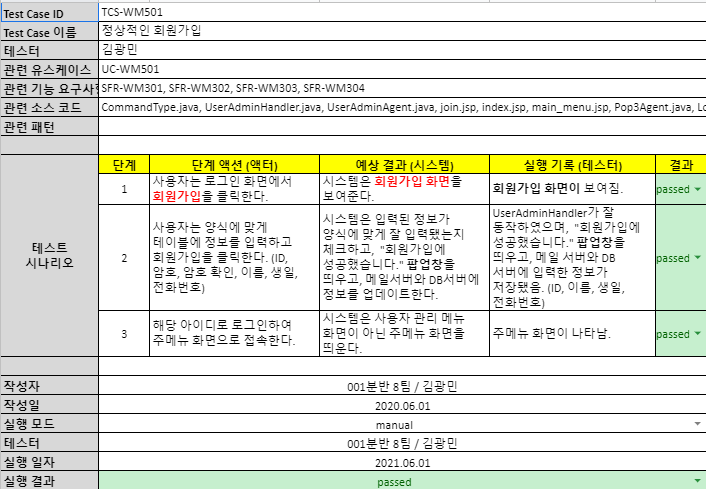 Test Case ID TCS-WM501
Test Case 이름 정상적인 회원가입
테스터 김광민
관련 유스케이스 UC-WM501
관련 기능 요구사항 SFR-WM301, SFR-WM302, SFR-WM303, SFR-WM304
관련 소스 코드 CommandType.java, UserAdminHandler.java, UserAdminAgent.java, join.jsp, index.jsp, main_menu.jsp, Pop3Agent.java, Lo
관련 패턴
테스트
시나리오
단계 단계 액션 (액터) 예상 결과 (시스템) 실행 기록 (테스터) 결과
1
사용자는 로그인 화면에서
회원가입을 클릭한다.
시스템은 회원가입 화면을
보여준다.
회원가입 화면이 보여짐.
passed
2
사용자는 양식에 맞게
테이블에 정보를 입력하고
회원가입을 클릭한다. (ID,
암호, 암호 확인, 이름, 생일,
전화번호)
시스템은 입력된 정보가
양식에 맞게 잘 입력됐는지
체크하고, "회원가입에
성공했습니다." 팝업창을
띄우고, 메일서버와 DB서버에
정보를 업데이트한다.
UserAdminHandler가 잘
동작하였으며, "회원가입에
성공했습니다." 팝업창을
띄우고, 메일 서버와 DB
서버에 입력한 정보가
저장됐음. (ID, 이름, 생일,
전화번호)
passed
3
해당 아이디로 로그인하여
주메뉴 화면으로 접속한다.
시스템은 사용자 관리 메뉴
화면이 아닌 주메뉴 화면을
띄운다.
주메뉴 화면이 나타남.
passed
작성자 001분반 8팀 / 김광민
작성일 2020.06.01
실행 모드 manual
테스터 001분반 8팀 / 김광민
실행 일자 2021.06.01
실행 결과 passed